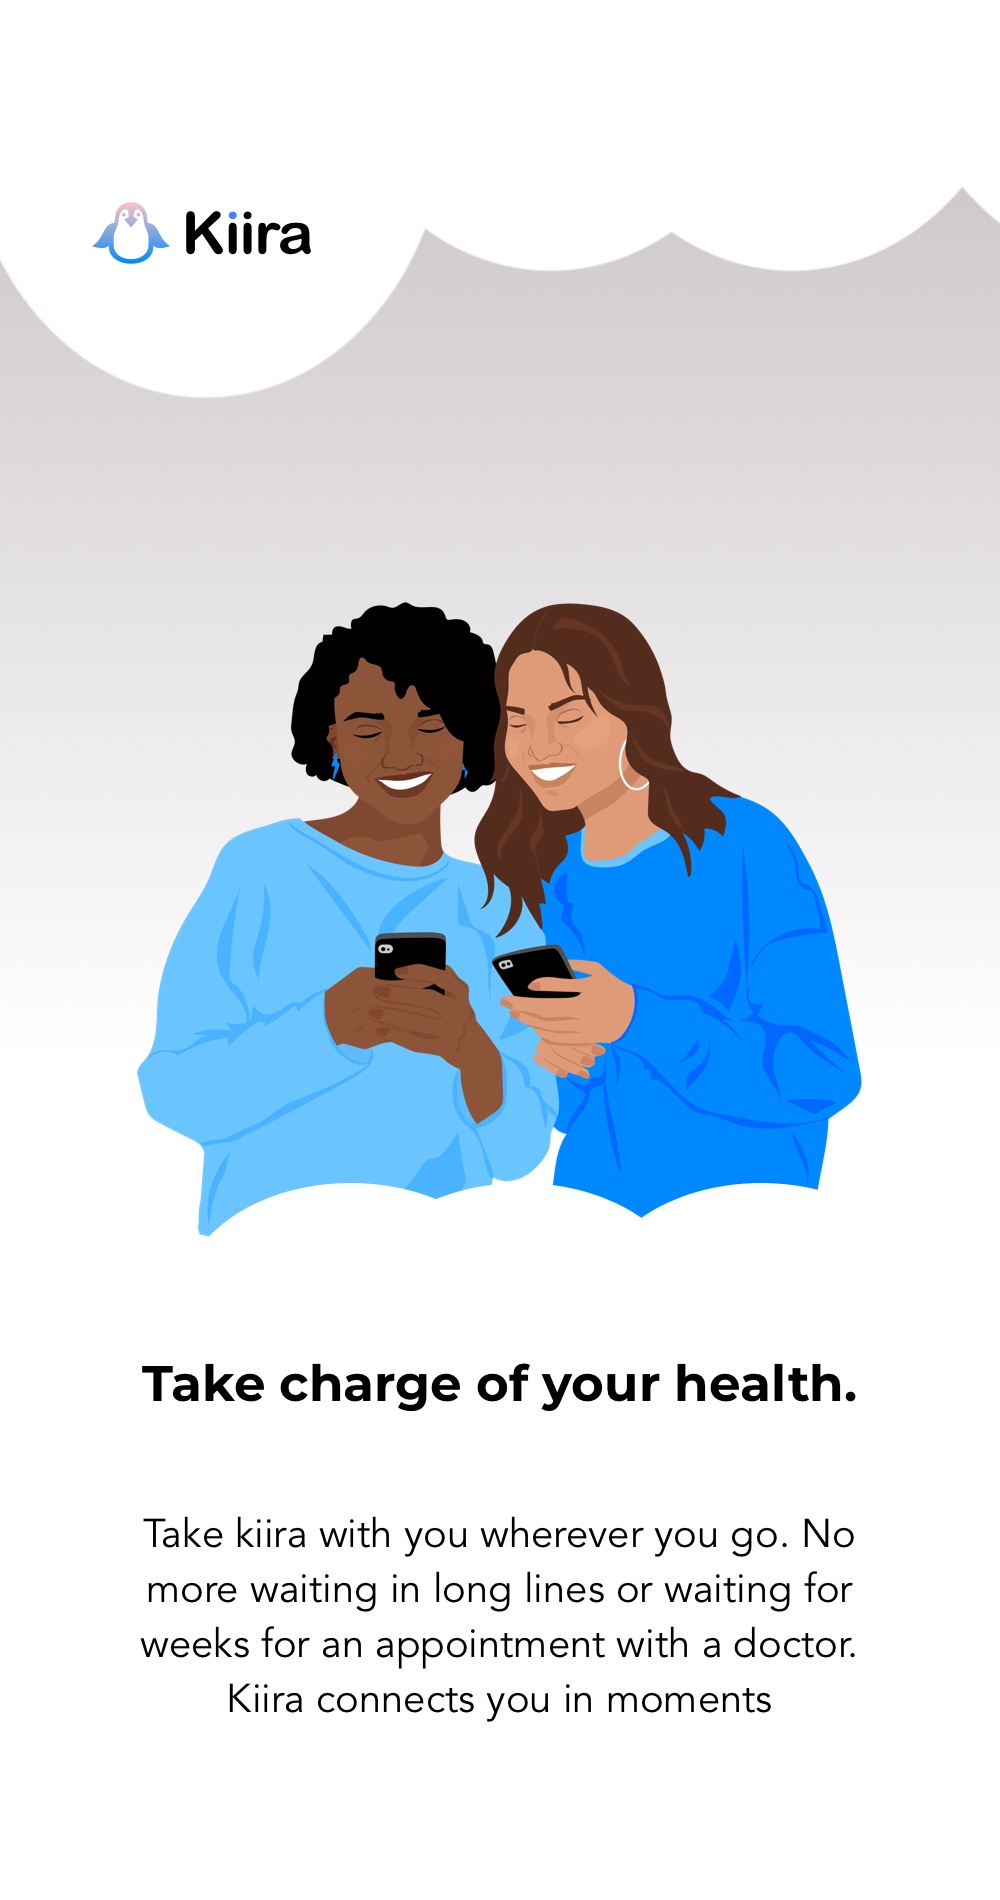 Kiira
Take charge of your health.
Take kiira with you wherever you go. No
more waiting in long lines or waiting for
weeks for an appointment with a doctor.
Kiira connects you in moments